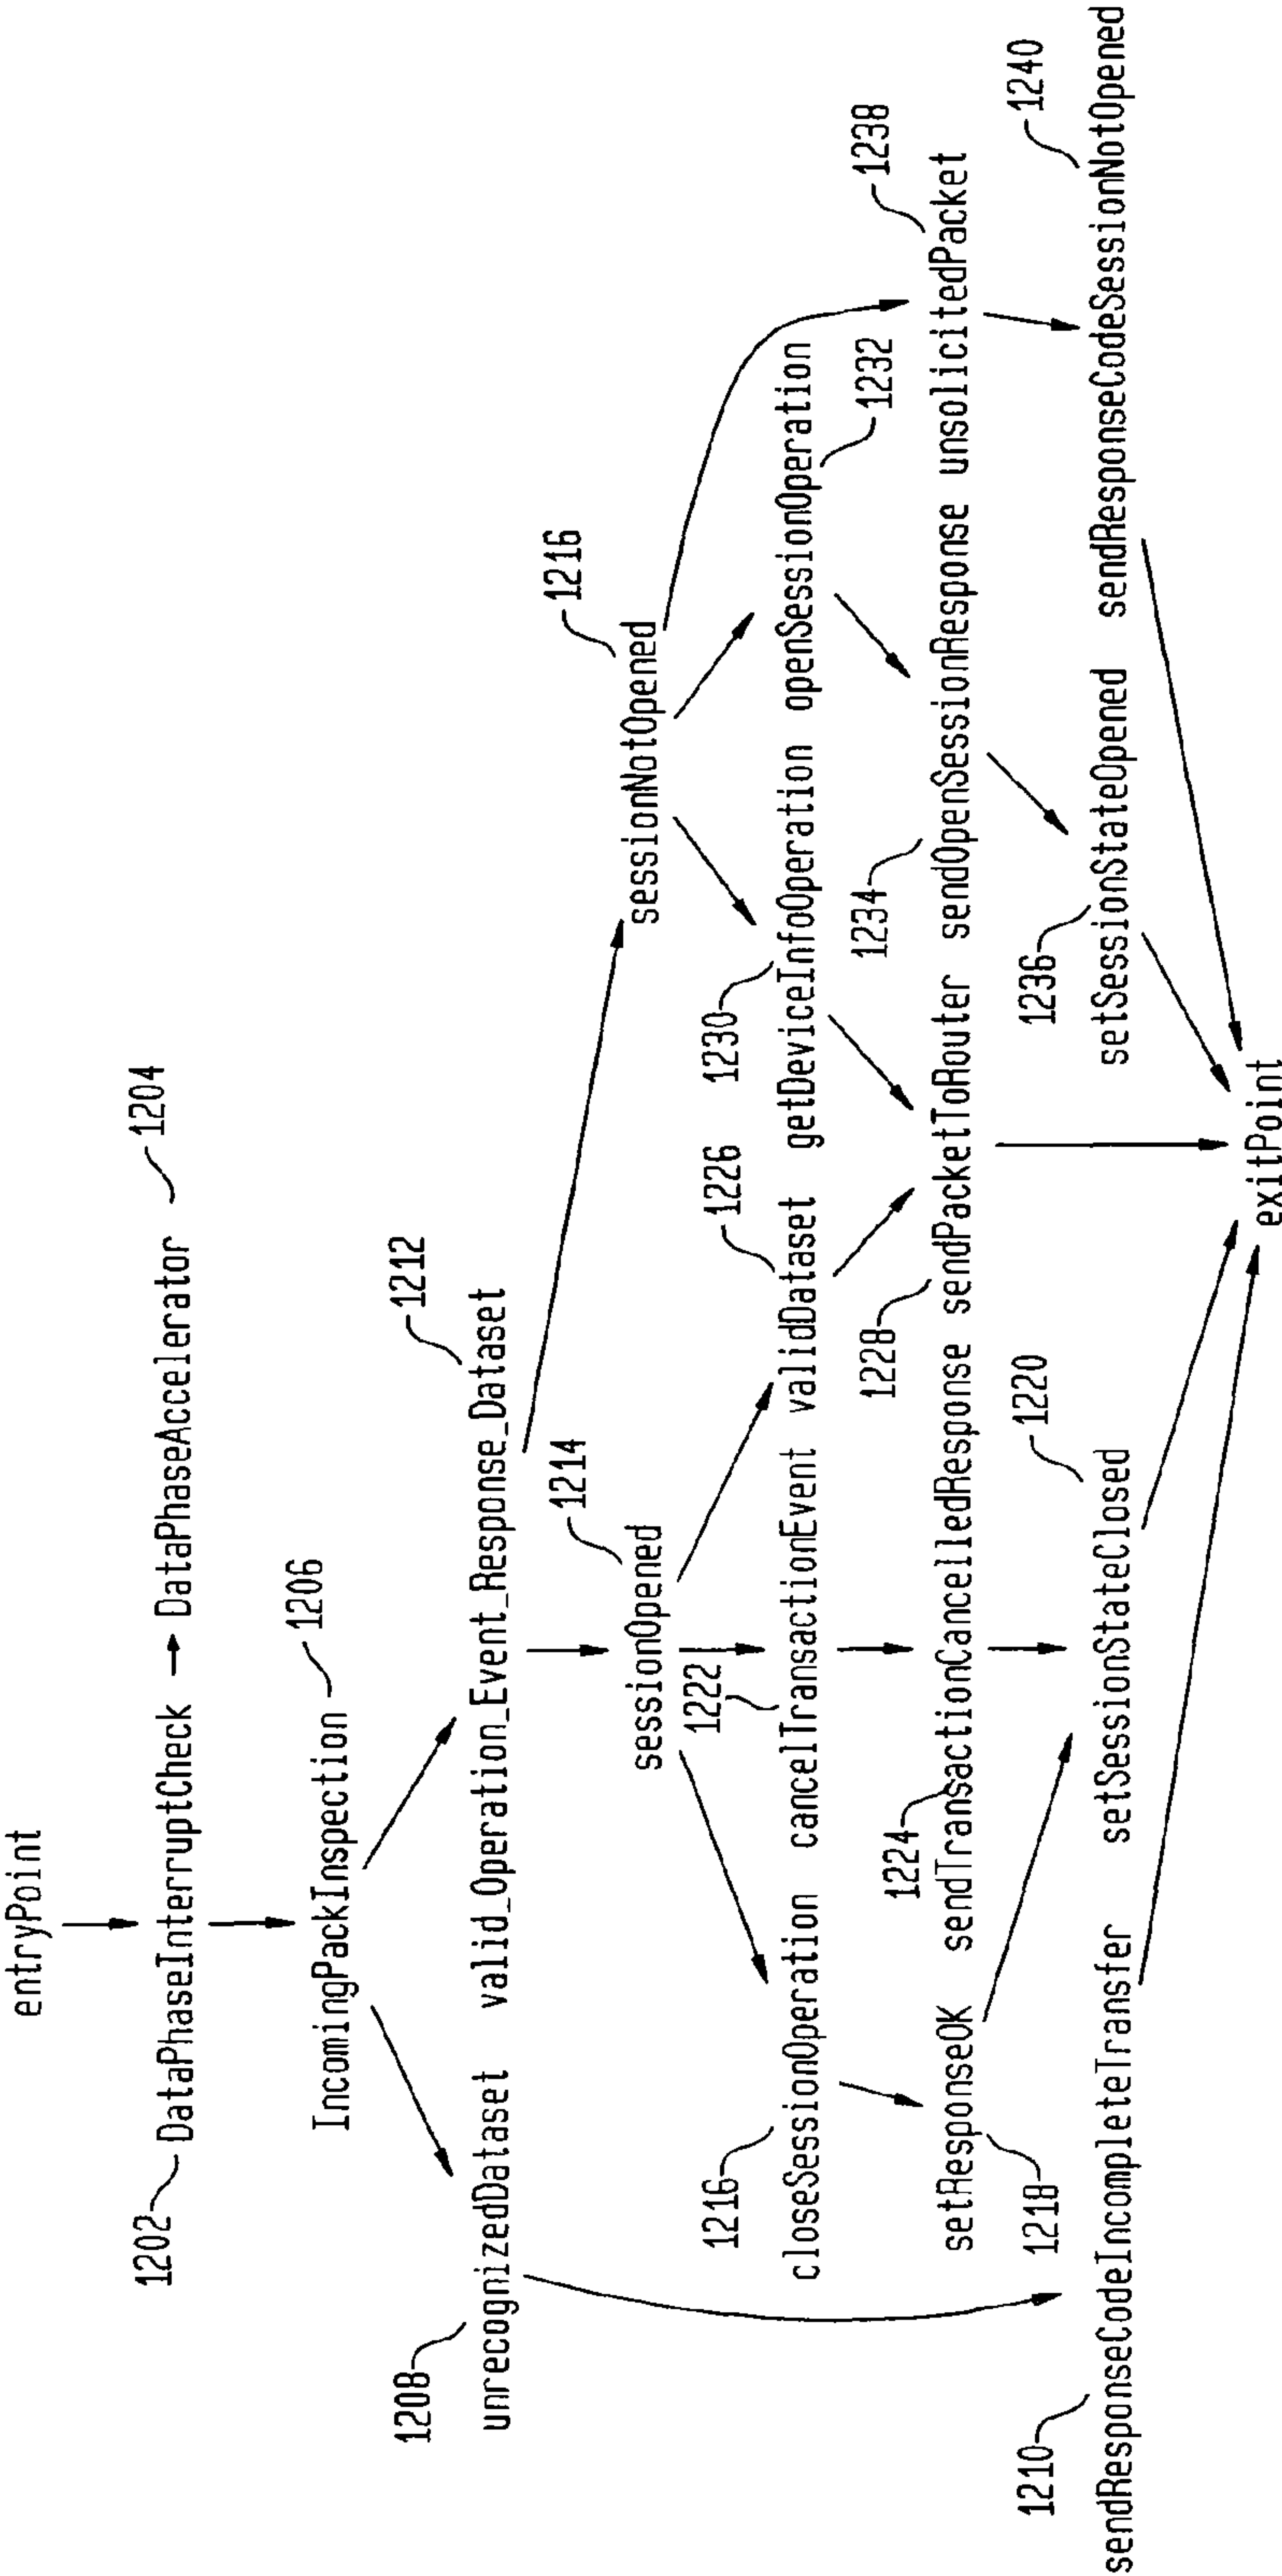 entryPoint
1202
DataPhaseInterruptCheck
DataPhaseAccelerator
1204
IncomingPackInspection
1206
1208
unrecognizedDataset
valid_Operation_Event_Response_Dataset
1212
sessionOpened
1214
sessionNotOpened
1216
1216
closeSessionOperation
1222
cancelTransactionEvent
validDataset
1226
1230
getDeviceInfoOperation
openSessionOperation
1232
setResponseOK
1218
1224
sendTransactionCancelledResponse
1228
sendPacketToRouter
1234
sendOpenSessionResponse
unsolicitedPacket
1238
1210
sendResponseCodeIncompleteTransfer
setSessionStateClosed
1220
1236
setSessionStateOpened
sendResponseCodeSessionNotOpened
1240
exitPoint